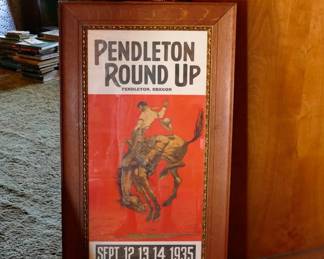 PENDLETON
ROUND UP
PENDLETON, OREGON
SEPT. 12, 13, 14, 1935